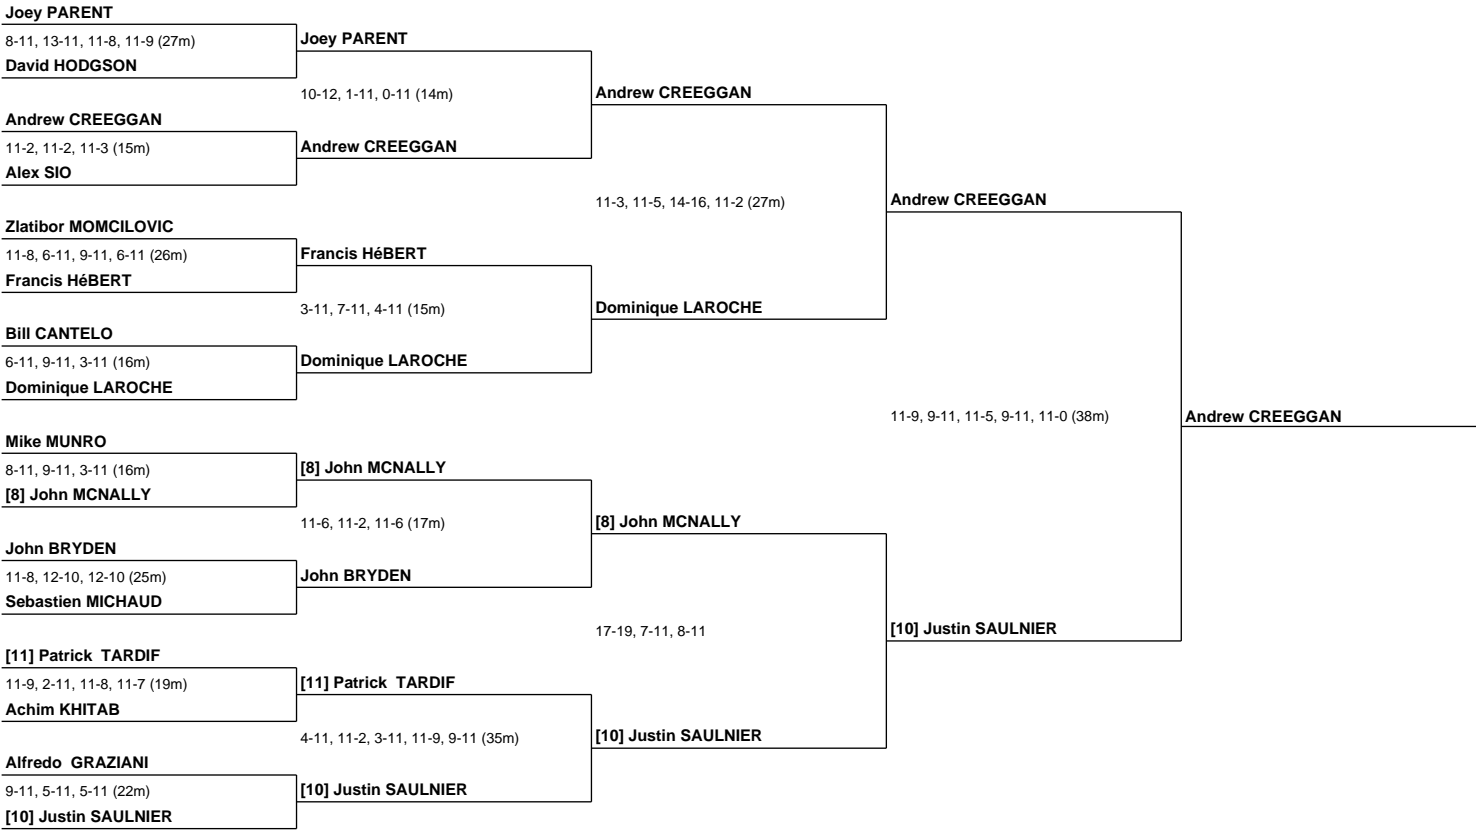 Joey PARENT
8-11, 13-11, 11-8, 11-9 (27m)
Joey PARENT
David HODGSON
10-12, 1-11, 0-11 (14m)
Andrew CREEGGAN
Andrew CREEGGAN
11-2, 11-2, 11-3 (15m)
Andrew CREEGGAN
Alex SIO
11-3, 11-5, 14-16, 11-2 (27m)
Andrew CREEGGAN
Zlatibor MOMCILOVIC
11-8, 6-11, 9-11, 6-11 (26m)
Francis HéBERT
Francis HéBERT
3-11, 7-11, 4-11 (15m)
Dominique LAROCHE
Bill CANTELO
6-11, 9-11, 3-11 (16m)
Dominique LAROCHE
Dominique LAROCHE
11-9, 9-11, 11-5, 9-11, 11-0 (38m)
Andrew CREEGGAN
Mike MUNRO
8-11, 9-11, 3-11 (16m)
[8] John MCNALLY
[8] John MCNALLY
11-6, 11-2, 11-6 (17m)
[8] John MCNALLY
John BRYDEN
11-8, 12-10, 12-10 (25m)
John BRYDEN
Sebastien MICHAUD
17-19, 7-11, 8-11
[10] Justin SAULNIER
[11] Patrick  TARDIF
11-9, 2-11, 11-8, 11-7 (19m)
[11] Patrick  TARDIF
Achim KHITAB
4-11, 11-2, 3-11, 11-9, 9-11 (35m)
[10] Justin SAULNIER
Alfredo  GRAZIANI
9-11, 5-11, 5-11 (22m)
[10] Justin SAULNIER
[10] Justin SAULNIER